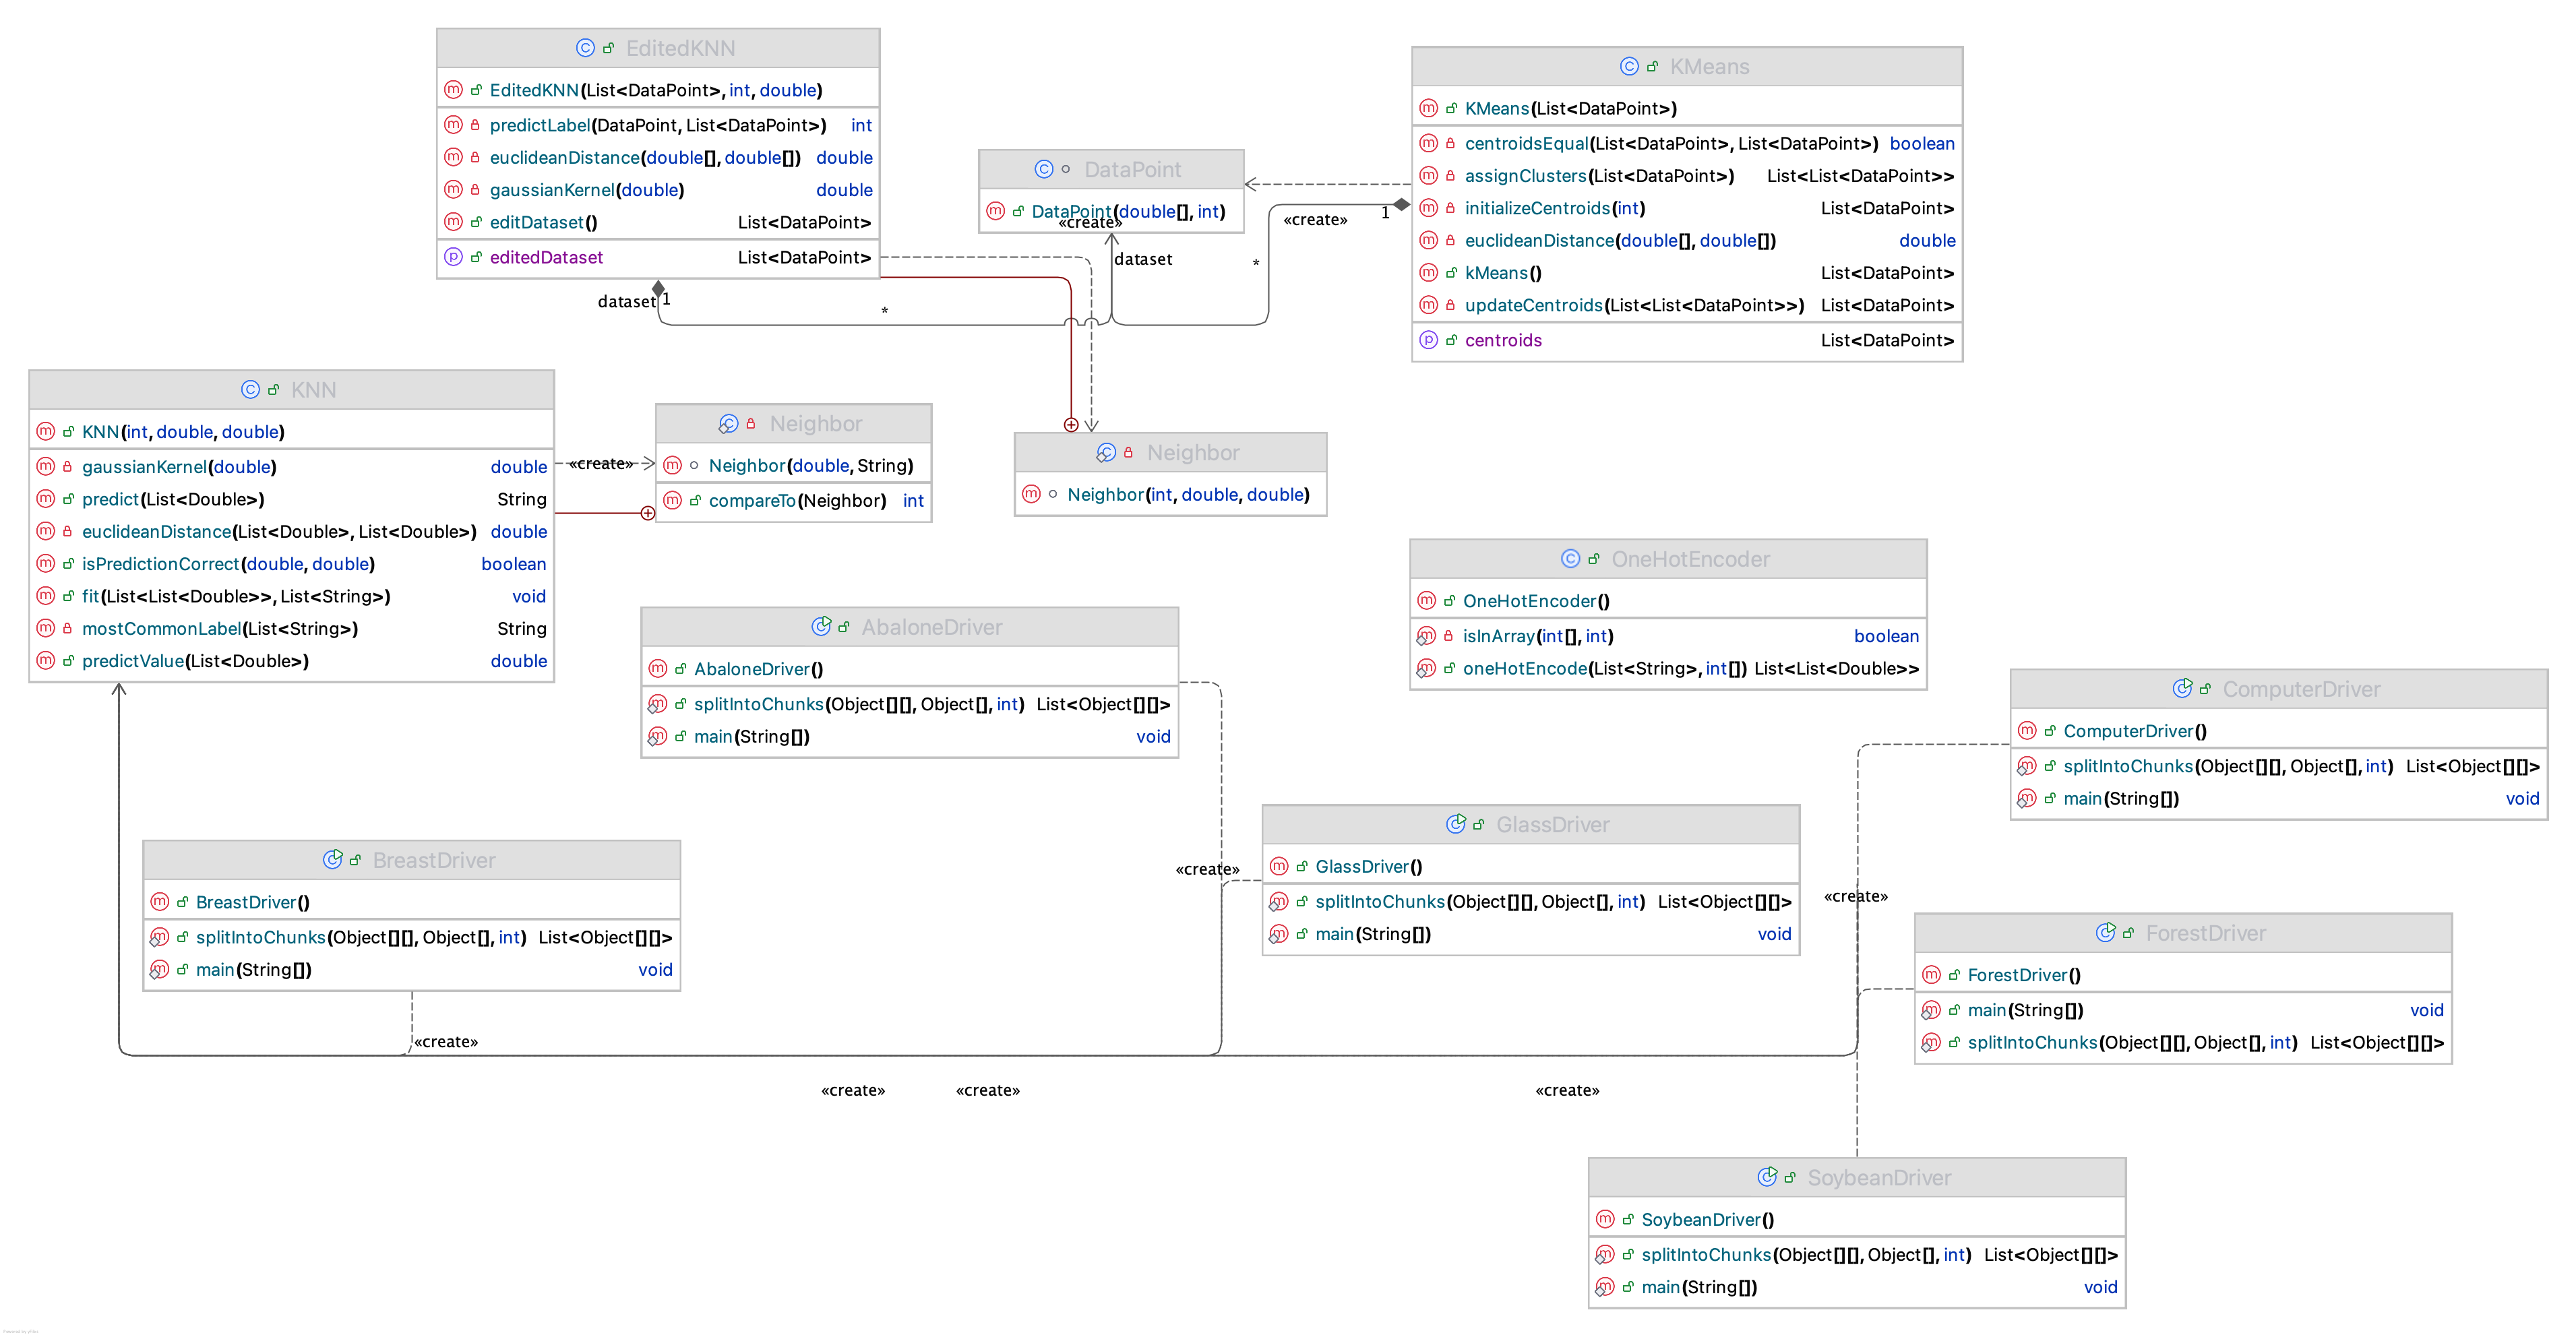 EditedKNN
EditedKNN(List<DataPoint>, int, double)
predictLabel(DataPoint, List<DataPoint>) int
euclideanDistance(double[], double[]) double
gaussianKernel(double) double
editDataset() List<DataPoint>
editedDataset List<DataPoint>
KMeans
KMeans(List<DataPoint>)
centroidsEqual(List<DataPoint>, List<DataPoint>) boolean
assignClusters(List<DataPoint>) List<List<DataPoint>>
initializeCentroids(int) List<DataPoint>
euclideanDistance(double[], double[]) double
kMeans() List<DataPoint>
updateCentroids(List<List<DataPoint>>) List<DataPoint>
centroids List<DataPoint>
DataPoint
DataPoint(double[], int)
«create»
«create»
1
*
dataset
dataset
1
*
KNN
KNN(int, double, double)
gaussianKernel(double) double
predict(List<Double>) String
euclideanDistance(List<Double>, List<Double>) double
isPredictionCorrect(double, double) boolean
fit(List<List<Double>>, List<String>) void
mostCommonLabel(List<String>) String
predictValue(List<Double>) double
«create»
Neighbor
Neighbor(double, String)
compareTo(Neighbor) int
Neighbor
Neighbor(int, double, double)
OneHotEncoder
OneHotEncoder()
isInArray(int[], int) boolean
oneHotEncode(List<String>, int[]) List<List<Double>>
AbaloneDriver
AbaloneDriver()
splitIntoChunks(Object[][], Object[], int) List<Object[][]>
main(String[]) void
ComputerDriver
ComputerDriver()
splitIntoChunks(Object[][], Object[], int) List<Object[][]>
main(String[]) void
GlassDriver
GlassDriver()
splitIntoChunks(Object[][], Object[], int) List<Object[][]>
main(String[]) void
«create»
BreastDriver
BreastDriver()
splitIntoChunks(Object[][], Object[], int) List<Object[][]>
main(String[]) void
«create»
«create»
ForestDriver
ForestDriver()
main(String[]) void
splitIntoChunks(Object[][], Object[], int) List<Object[][]>
«create»
«create»
«create»
SoybeanDriver
SoybeanDriver()
splitIntoChunks(Object[][], Object[], int) List<Object[][]>
main(String[]) void